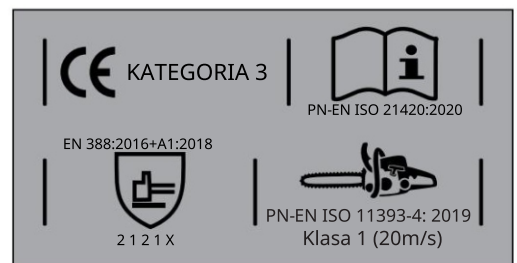 CE KATEGORIA 3
i
PN-EN ISO 21420:2020
EN 388:2016+A1:2018
2 1 2 1 X
PN-EN ISO 11393-4: 2019
Klasa 1 (20m/s)